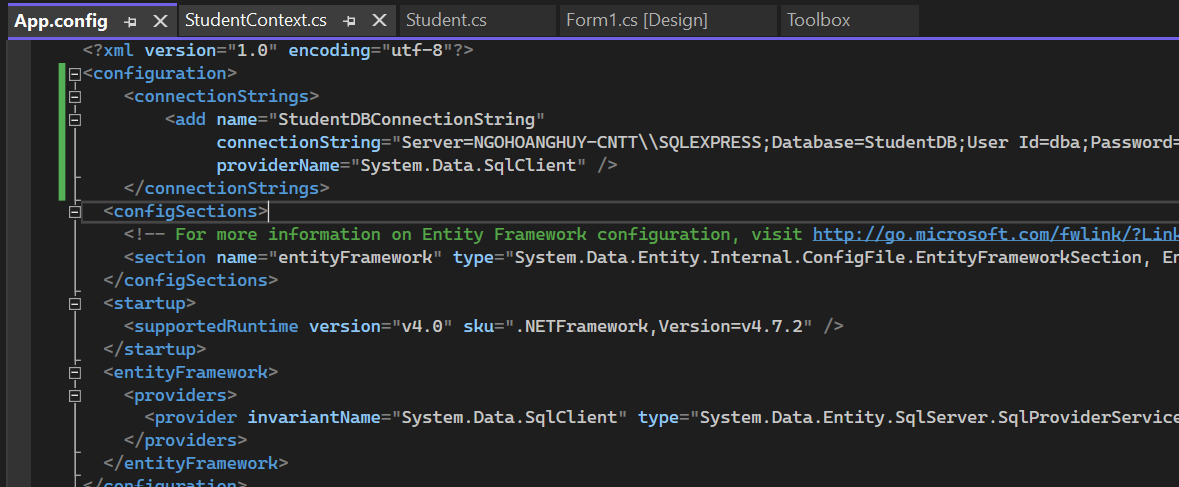 App.config StudentContext.cs Student.cs Form1.cs [Design] Toolbox
<?xml version="1.0" encoding="utf-8"?>
<configuration>
<connectionStrings>
<add name="StudentDBConnectionString"
connectionString="Server=NGOHOANGHUY-CNTT\\SQLEXPRESS;Database=StudentDB;User Id=dba;Password=
providerName="System.Data.SqlClient" />
</connectionStrings>
<configSections>
<!-- For more information on Entity Framework configuration, visit http://go.microsoft.com/fwlink/?Link
<section name="entityFramework" type="System.Data.Entity.Internal.ConfigFile.EntityFrameworkSection, En
</configSections>
<startup>
<supportedRuntime version="v4.0" sku=".NETFramework,Version=v4.7.2" />
</startup>
<entityFramework>
<providers>
<provider invariantName="System.Data.SqlClient" type="System.Data.Entity.SqlServer.SqlProviderService
</providers>
</entityFramework>
</configuration>